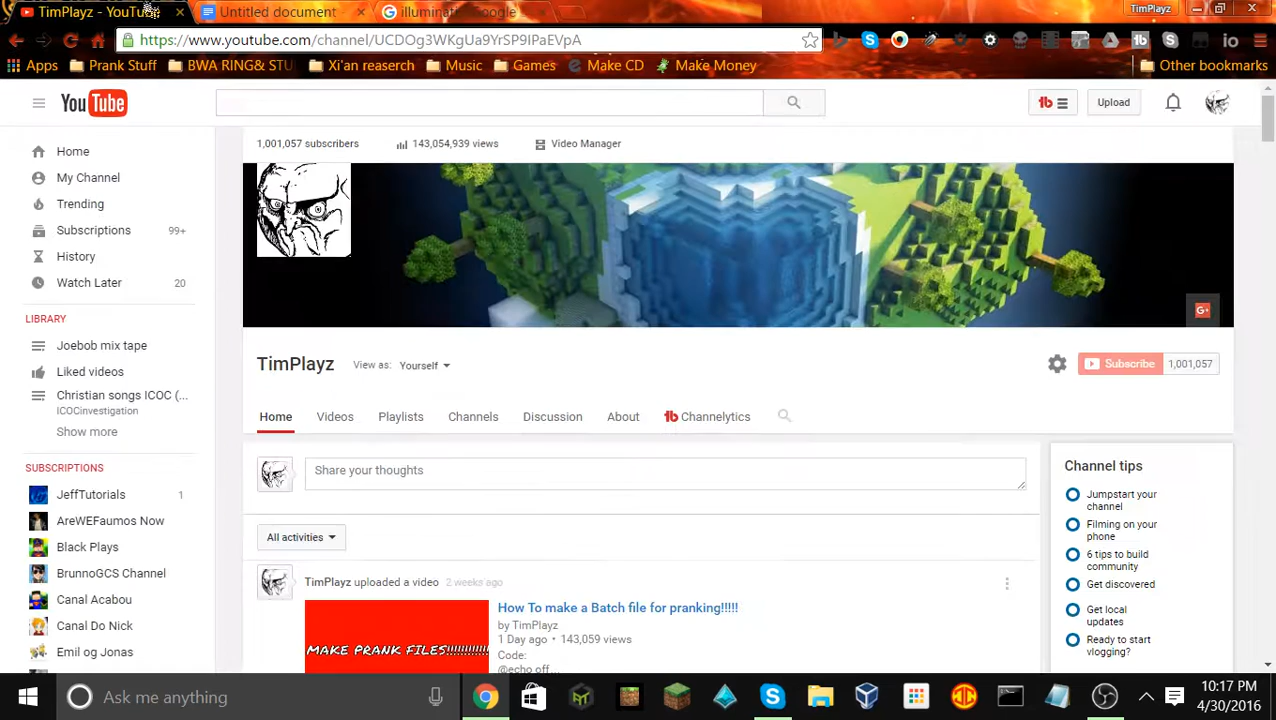 TimPlayz - YouTube
Untitled document
illuminati - Google
TimPlayz
https://www.youtube.com/channel/UCDOg3WKgUa9YrSP9IPaEVpA
Apps
Prank Stuff
BWA RING& STU
Xi'an reaserch
Music
Games
Make CD
Make Money
Other bookmarks
YouTube
Upload
1,001,057 subscribers
143,054,939 views
Video Manager
Home
My Channel
Trending
Subscriptions 99+
History
Watch Later 20
LIBRARY
Joebob mix tape
Liked videos
Christian songs ICOC (...
ICOCinvestigation
Show more
SUBSCRIPTIONS
JeffTutorials 1
AreWEFaumos Now
Black Plays
BrunnoGCS Channel
Canal Acabou
Canal Do Nick
Emil og Jonas
G+
TimPlayz
View as: Yourself
Subscribe 1,001,057
Home
Videos
Playlists
Channels
Discussion
About
Channelytics
Share your thoughts
All activities
TimPlayz uploaded a video 2 weeks ago
MAKE PRANK FILES!!!!!!!!!!!!
How To make a Batch file for pranking!!!!!
by TimPlayz
1 Day ago • 143,059 views
Code:
@echo off...
Channel tips
Jumpstart your
channel
Filming on your
phone
6 tips to build
community
Get discovered
Get local
updates
Ready to start
vlogging?
Ask me anything
10:17 PM
4/30/2016